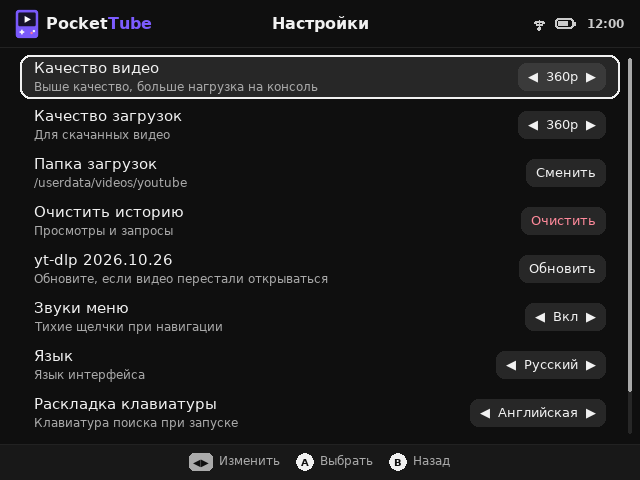 PocketTube
Настройки
12:00
Качество видео
Выше качество, больше нагрузка на консоль
◀ 360p ▶
Качество загрузок
Для скачанных видео
◀ 360p ▶
Папка загрузок
/userdata/videos/youtube
Сменить
Очистить историю
Просмотры и запросы
Очистить
yt-dlp 2026.10.26
Обновите, если видео перестали открываться
Обновить
Звуки меню
Тихие щелчки при навигации
◀ Вкл ▶
Язык
Язык интерфейса
◀ Русский ▶
Раскладка клавиатуры
Клавиатура поиска при запуске
◀ Английская ▶
◀▶ Изменить A Выбрать B Назад